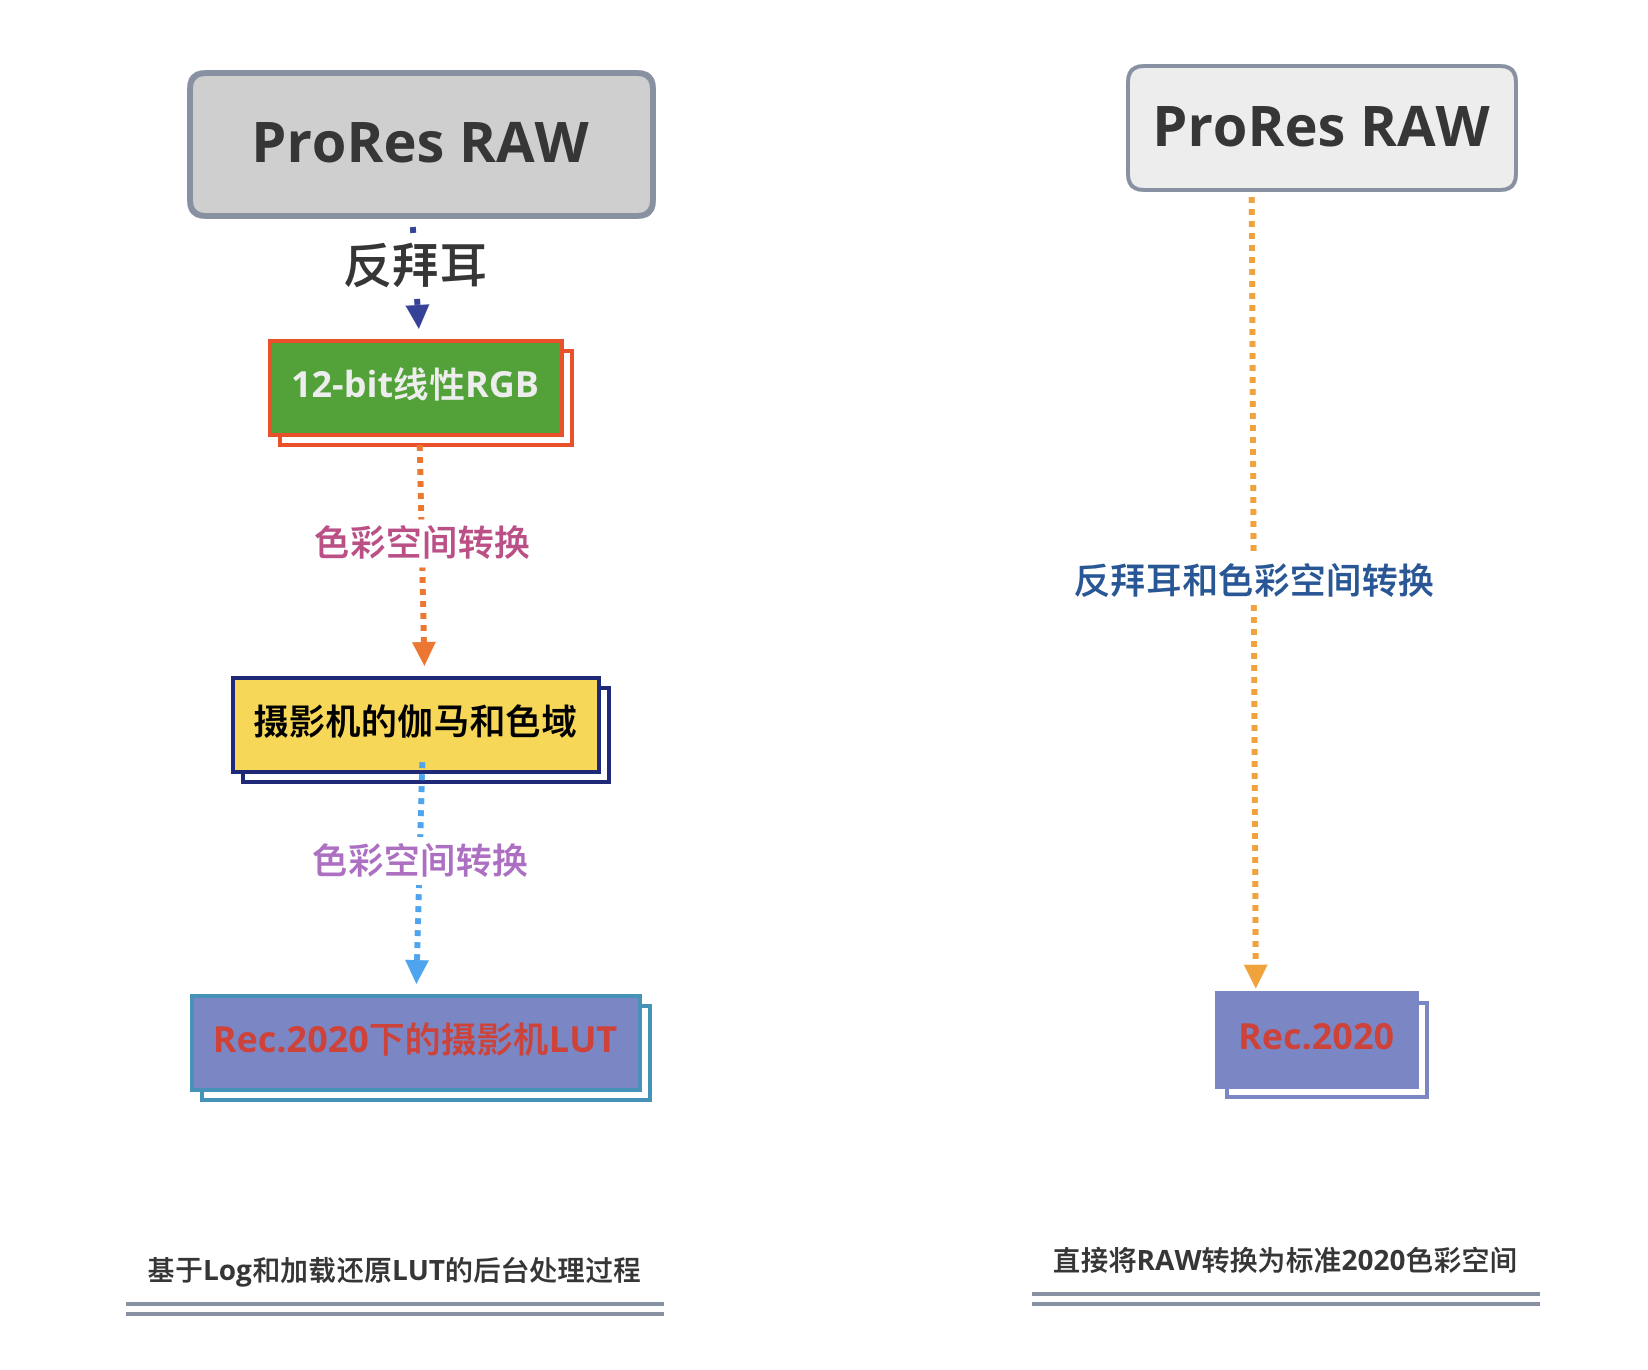 ProRes RAW
反拜耳
12-bit线性RGB
色彩空间转换
摄影机的伽马和色域
色彩空间转换
Rec.2020下的摄影机LUT
基于Log和加载还原LUT的后台处理过程
ProRes RAW
反拜耳和色彩空间转换
Rec.2020
直接将RAW转换为标准2020色彩空间